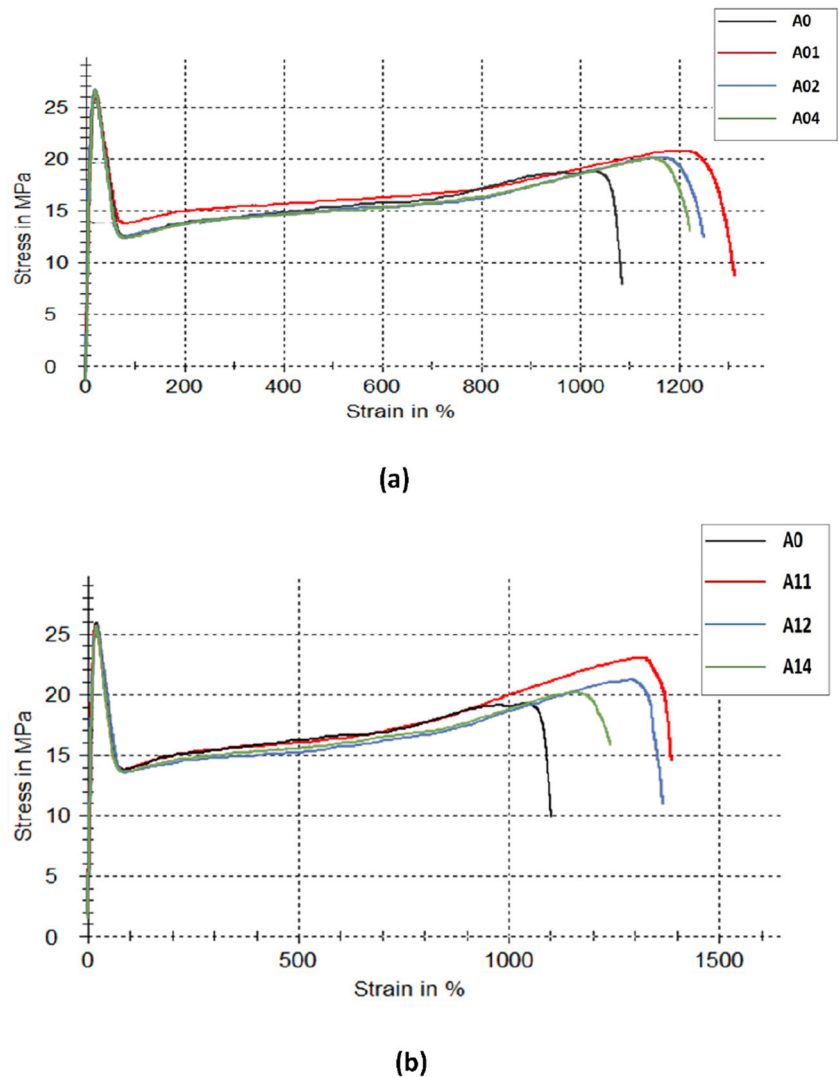 A0
A01
A02
A04
25
20
15
10
5
0
Stress in MPa
0 200 400 600 800 1000 1200
Strain in %
(a)
A0
A11
A12
A14
25
20
15
10
5
0
Stress in MPa
0 500 1000 1500
Strain in %
(b)